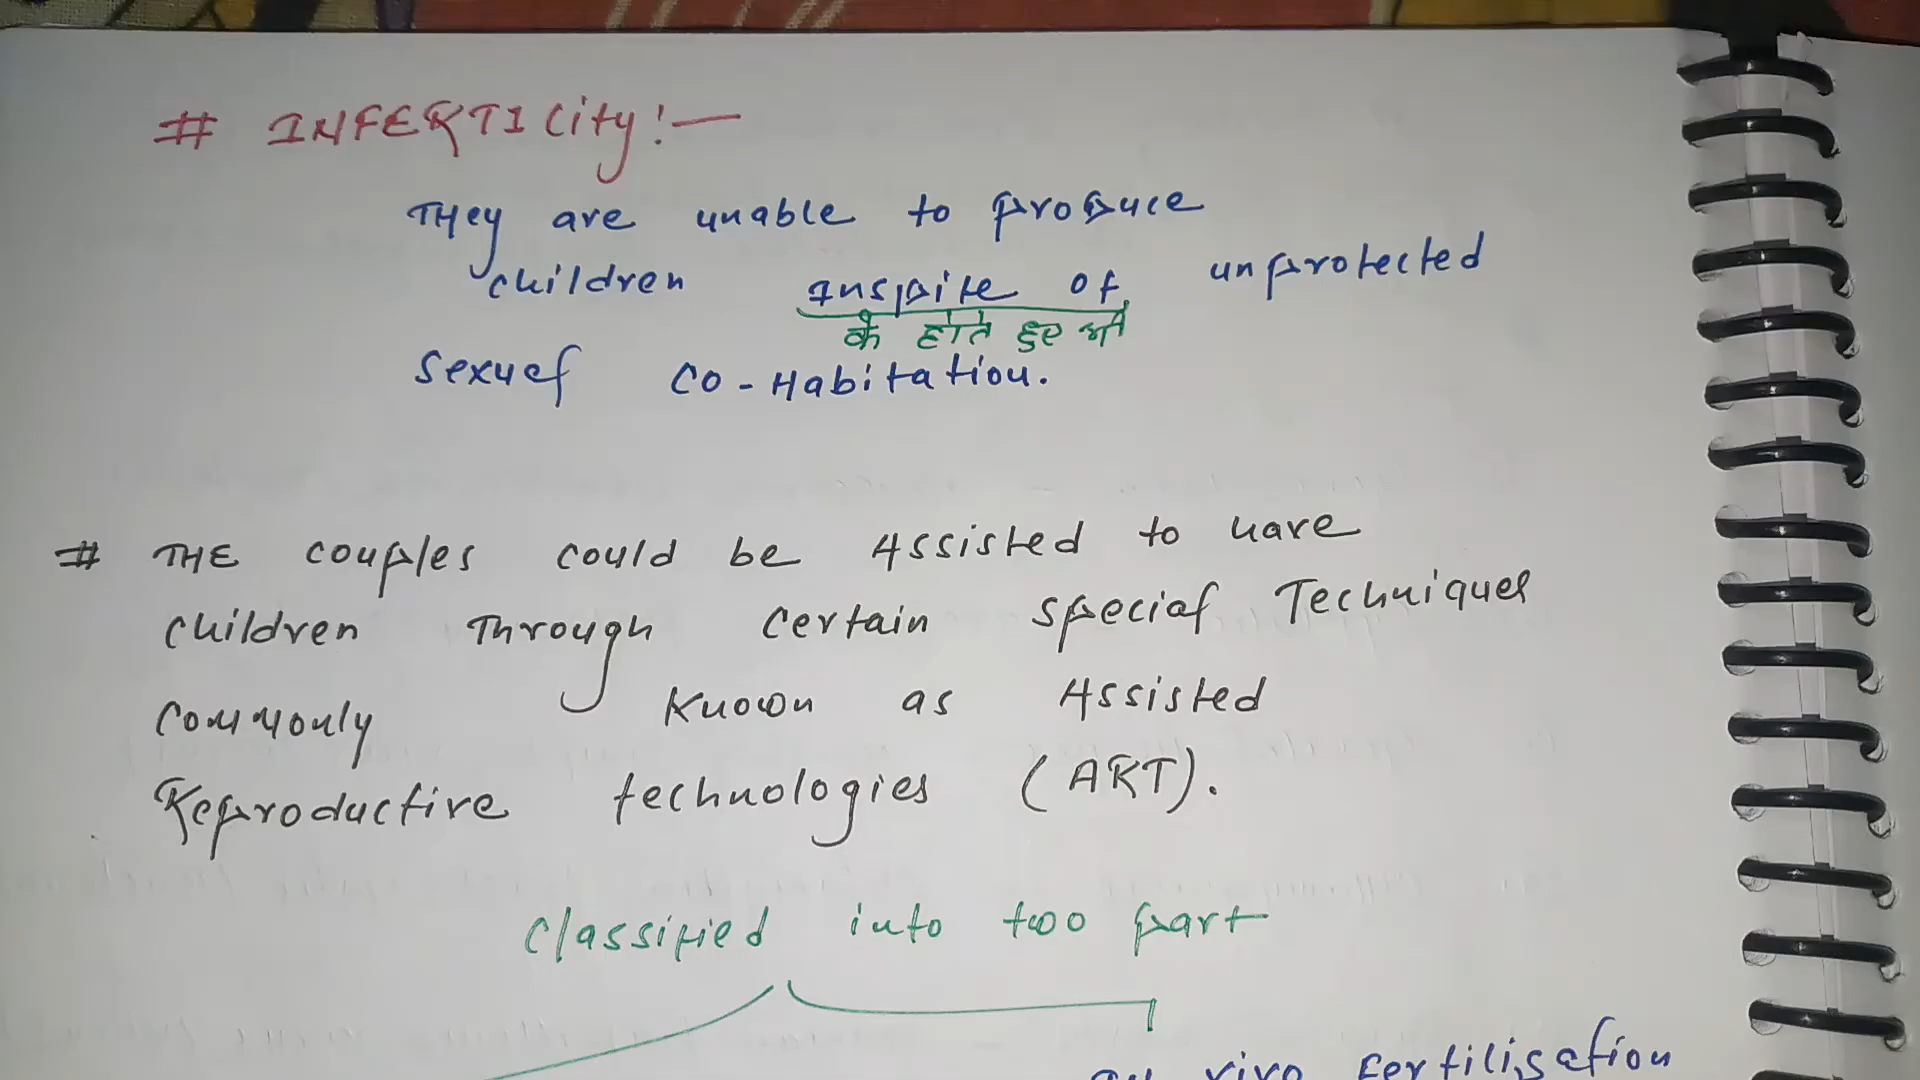 # INFERTIlity:—
THey are unable to produce
children Inspite of unprotected
के होते हुए भी
sexual co-Habitation.
# THE couples could be Assisted to have
children Through certain special Techniques
commonly Known as Assisted
Reproductive technologies (ART).
classified into two part
In vivo fertilisation